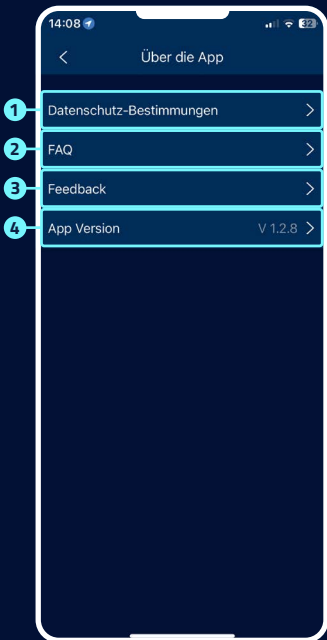 14:08
32
Über die App
1 Datenschutz-Bestimmungen
2 FAQ
3 Feedback
4 App Version V 1.2.8